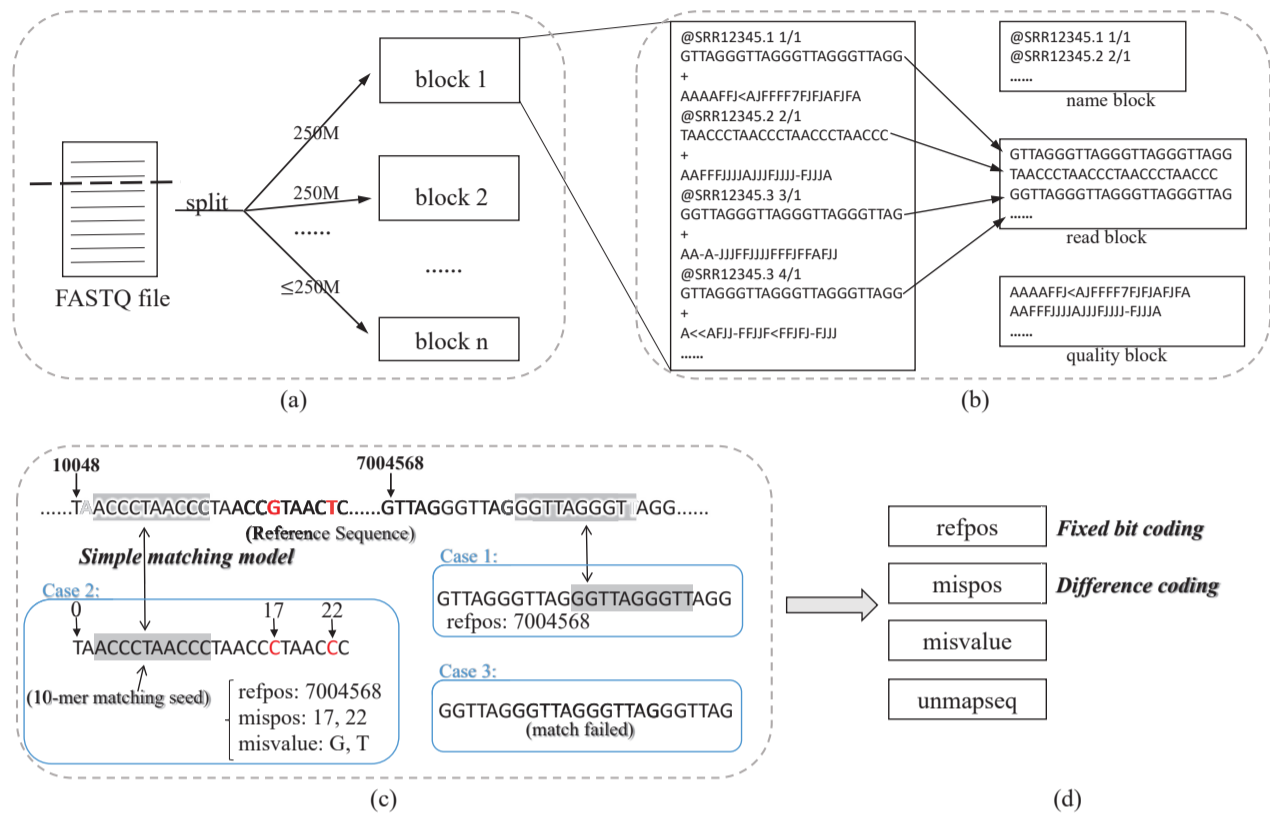 FASTQ file
split
250M
250M
......
≤250M
block 1
block 2
......
block n
(a)
@SRR12345.1 1/1
GTTAGGGTTAGGGTTAGGGTTAGG
+
AAAAFFJ<AJFFFF7FJFJAFJFA
@SRR12345.2 2/1
TAACCCTAACCCTAACCCTAACCC
+
AAFFFJJJJAJJJFJJJJ-FJJJA
@SRR12345.3 3/1
GGTTAGGGTTAGGGTTAGGGTTAG
+
AA-A-JJJFFJJJJFFFJFFAFJJ
@SRR12345.3 4/1
GTTAGGGTTAGGGTTAGGGTTAGG
+
A<<AFJJ-FFJJF<FFJFJ-FJJJ
......
@SRR12345.1 1/1
@SRR12345.2 2/1
......
name block
GTTAGGGTTAGGGTTAGGGTTAGG
TAACCCTAACCCTAACCCTAACCC
GGTTAGGGTTAGGGTTAGGGTTAG
......
read block
AAAAFFJ<AJFFFF7FJFJAFJFA
AAFFFJJJJAJJJFJJJJ-FJJJA
......
quality block
(b)
10048 7004568
......TAACCCTAACCCTAACCGTAACTC......GTTAGGGTTAGGGTTAGGGT AGG......
(Reference Sequence)
Simple matching model
Case 2:
0 17 22
TAACCCTAACCCTAACCCTAACCC
(10-mer matching seed)
refpos: 7004568
mispos: 17, 22
misvalue: G, T
Case 1:
GTTAGGGTTAGGGTTAGGGTTAGG
refpos: 7004568
Case 3:
GGTTAGGGTTAGGGTTAGGGTTAG
(match failed)
(c)
refpos Fixed bit coding
mispos Difference coding
misvalue
unmapseq
(d)